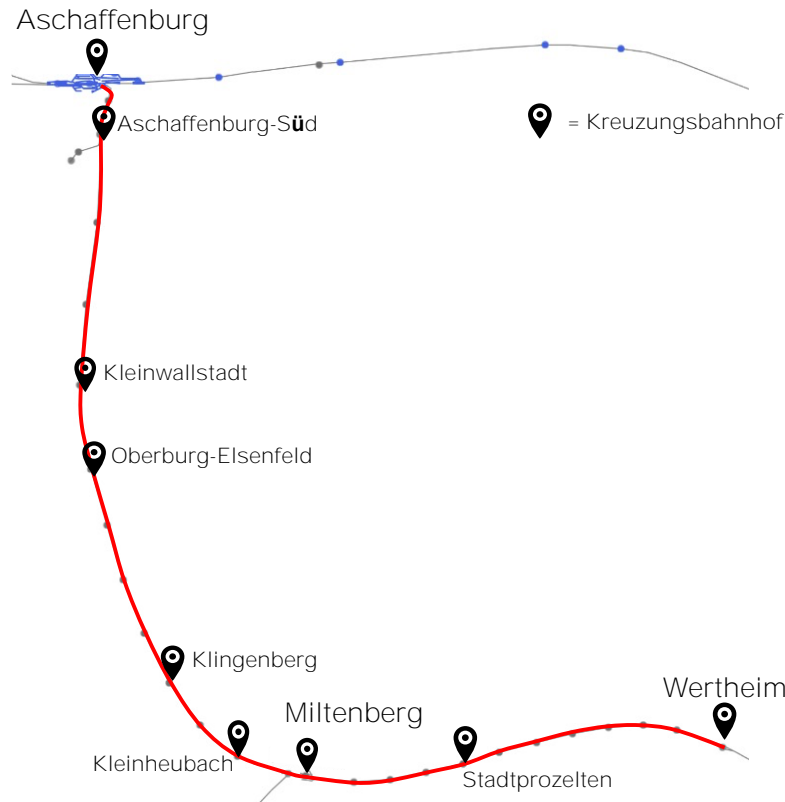 Aschaffenburg
Aschaffenburg-Süd
= Kreuzungsbahnhof
Kleinwallstadt
Oberburg-Elsenfeld
Klingenberg
Wertheim
Miltenberg
Kleinheubach
Stadtprozelten